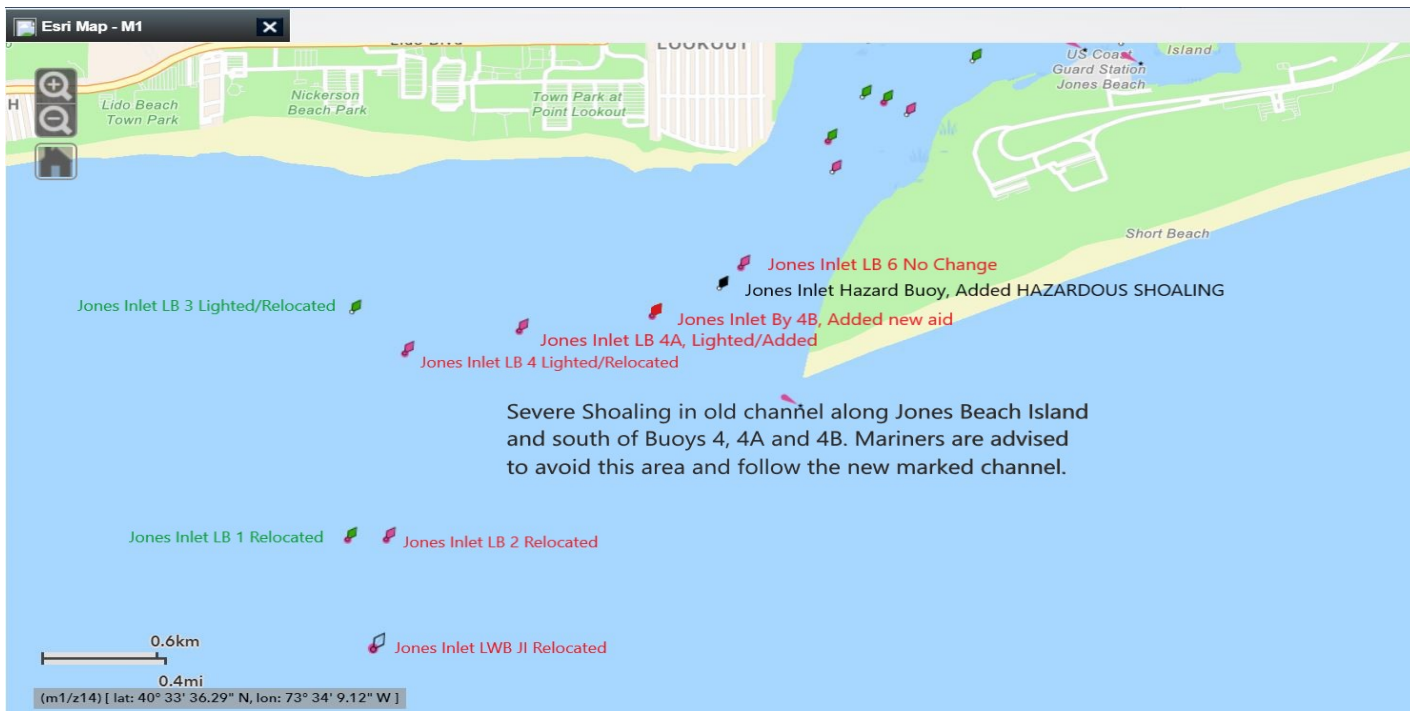 Esri Map - M1
Lido Blvd
LOOKOUT
US Coast
Guard Station
Jones Beach
Island
H
Lido Beach
Town Park
Nickerson
Beach Park
Town Park at
Point Lookout
Short Beach
Jones Inlet LB 6 No Change
Jones Inlet Hazard Buoy, Added HAZARDOUS SHOALING
Jones Inlet LB 3 Lighted/Relocated
Jones Inlet By 4B, Added new aid
Jones Inlet LB 4A, Lighted/Added
Jones Inlet LB 4 Lighted/Relocated
Severe Shoaling in old channel along Jones Beach Island
and south of Buoys 4, 4A and 4B. Mariners are advised
to avoid this area and follow the new marked channel.
Jones Inlet LB 1 Relocated
Jones Inlet LB 2 Relocated
Jones Inlet LWB JI Relocated
0.6km
0.4mi
(m1/z14) [ lat: 40° 33' 36.29" N, lon: 73° 34' 9.12" W ]